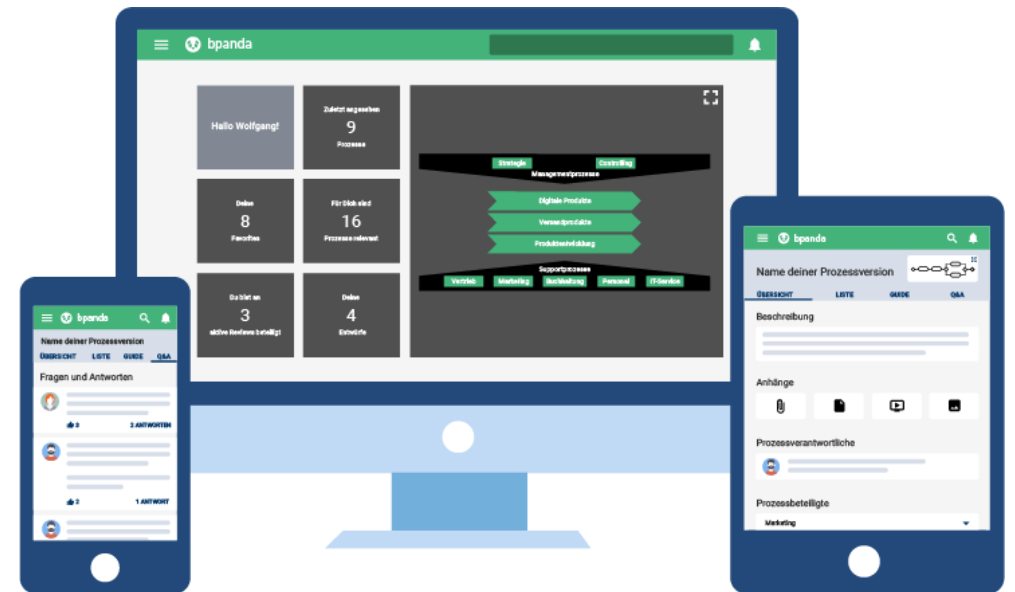 bpanda
Hallo Wolfgang!
Zuletzt angesehen
9
Prozesse
Deine
8
Favoriten
Für Dich sind
16
Prozesse relevant
Du bist an
3
aktive Reviews beteiligt
Deine
4
Entwürfe
Strategie
Controlling
Managementprozesse
Digitale Produkte
Versandprodukte
Produktentwicklung
Supportprozesse
Vertrieb
Marketing
Buchhaltung
Personal
IT-Service
bpanda
Name deiner Prozessversion
ÜBERSICHT LISTE GUIDE Q&A
Fragen und Antworten
3 2 ANTWORTEN
2 1 ANTWORT
bpanda
Name deiner Prozessversion
ÜBERSICHT LISTE GUIDE Q&A
Beschreibung
Anhänge
Prozessverantwortliche
Prozessbeteiligte
Marketing